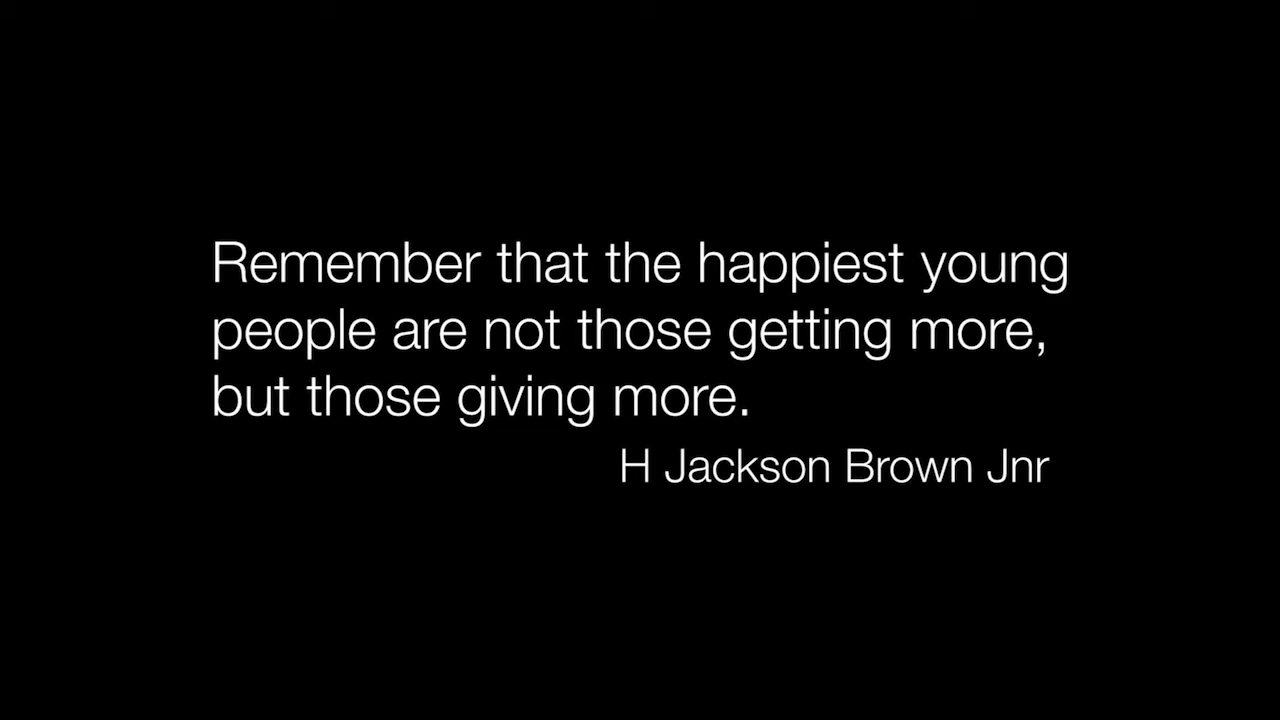 Remember that the happiest young
people are not those getting more,
but those giving more.
H Jackson Brown Jnr